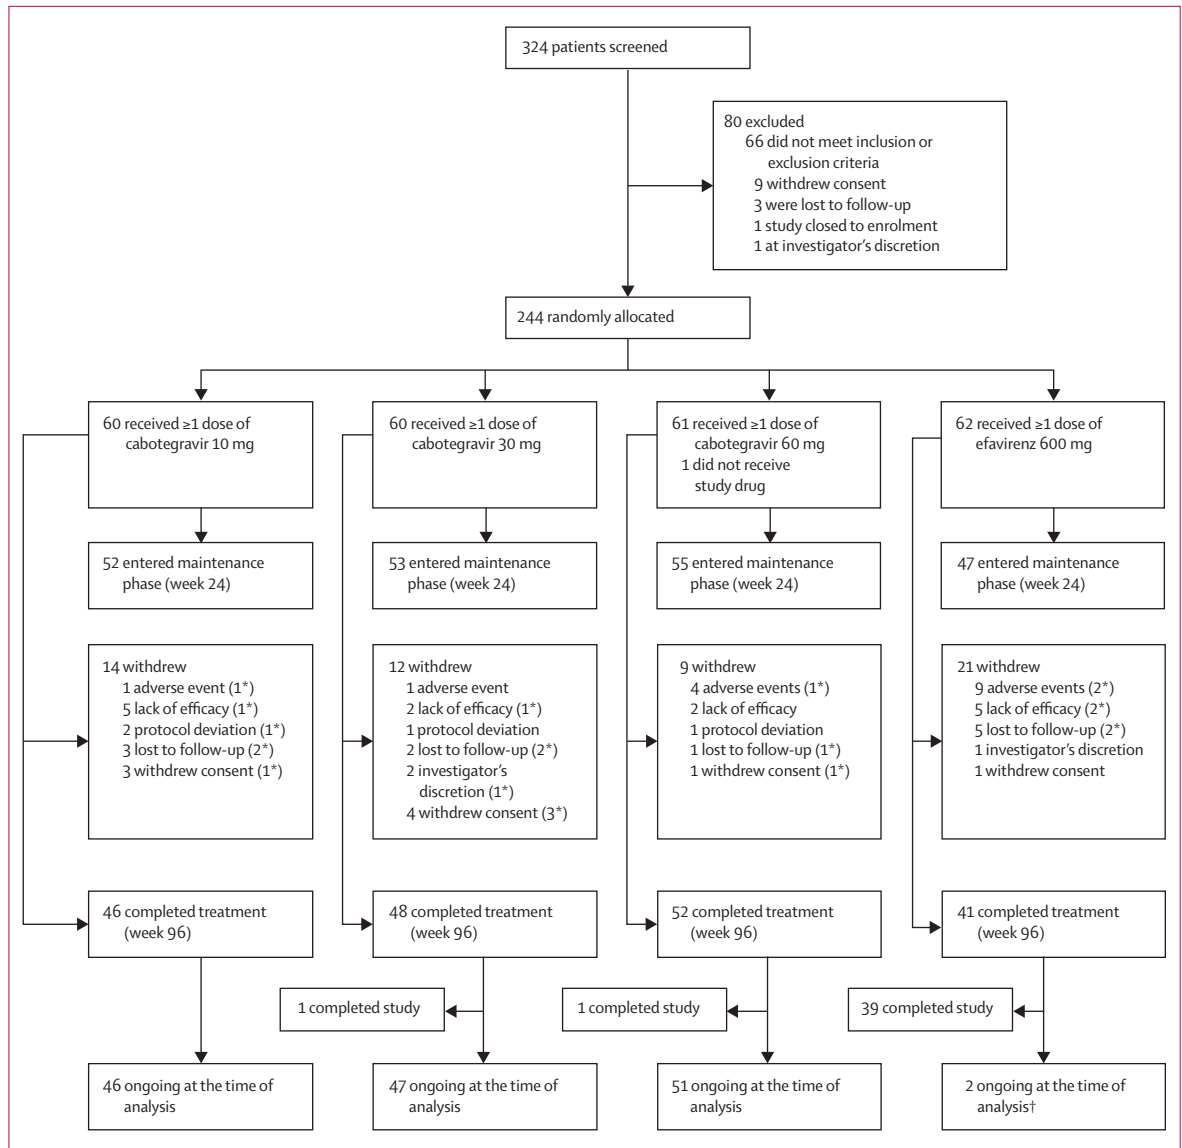 324 patients screened
80 excluded
66 did not meet inclusion or
exclusion criteria
9 withdrew consent
3 were lost to follow-up
1 study closed to enrolment
1 at investigator's discretion
244 randomly allocated
60 received ≥1 dose of
cabotegravir 10 mg
60 received ≥1 dose of
cabotegravir 30 mg
61 received ≥1 dose of
cabotegravir 60 mg
1 did not receive
study drug
62 received ≥1 dose of
efavirenz 600 mg
52 entered maintenance
phase (week 24)
53 entered maintenance
phase (week 24)
55 entered maintenance
phase (week 24)
47 entered maintenance
phase (week 24)
14 withdrew
1 adverse event (1*)
5 lack of efficacy (1*)
2 protocol deviation (1*)
3 lost to follow-up (2*)
3 withdrew consent (1*)
12 withdrew
1 adverse event
2 lack of efficacy (1*)
1 protocol deviation
2 lost to follow-up (2*)
2 investigator's
discretion (1*)
4 withdrew consent (3*)
9 withdrew
4 adverse events (1*)
2 lack of efficacy
1 protocol deviation
1 lost to follow-up (1*)
1 withdrew consent (1*)
21 withdrew
9 adverse events (2*)
5 lack of efficacy (2*)
5 lost to follow-up (2*)
1 investigator's discretion
1 withdrew consent
46 completed treatment
(week 96)
48 completed treatment
(week 96)
52 completed treatment
(week 96)
41 completed treatment
(week 96)
1 completed study
1 completed study
39 completed study
46 ongoing at the time of
analysis
47 ongoing at the time of
analysis
51 ongoing at the time of
analysis
2 ongoing at the time of
analysis†